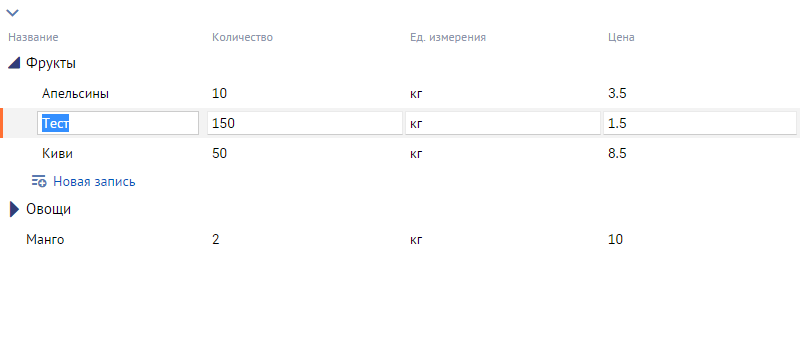 Название Количество Ед. измерения Цена
Фрукты
Апельсины 10 кг 3.5
Тест 150 кг 1.5
Киви 50 кг 8.5
Новая запись
Овощи
Манго 2 кг 10